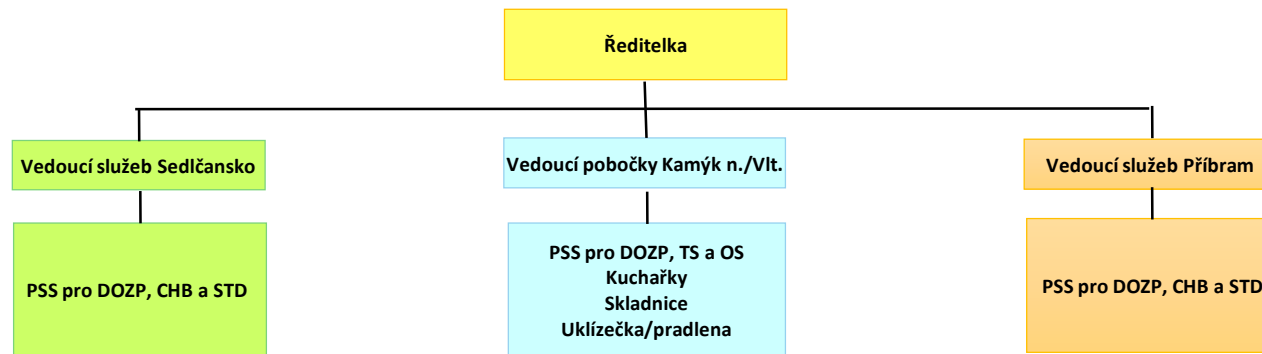 Ředitelka
Vedoucí služeb Sedlčansko
Vedoucí pobočky Kamýk n./Vlt.
Vedoucí služeb Příbram
PSS pro DOZP, CHB a STD
PSS pro DOZP, TS a OS
Kuchařky
Skladnice
Uklízečka/pradlena
PSS pro DOZP, CHB a STD